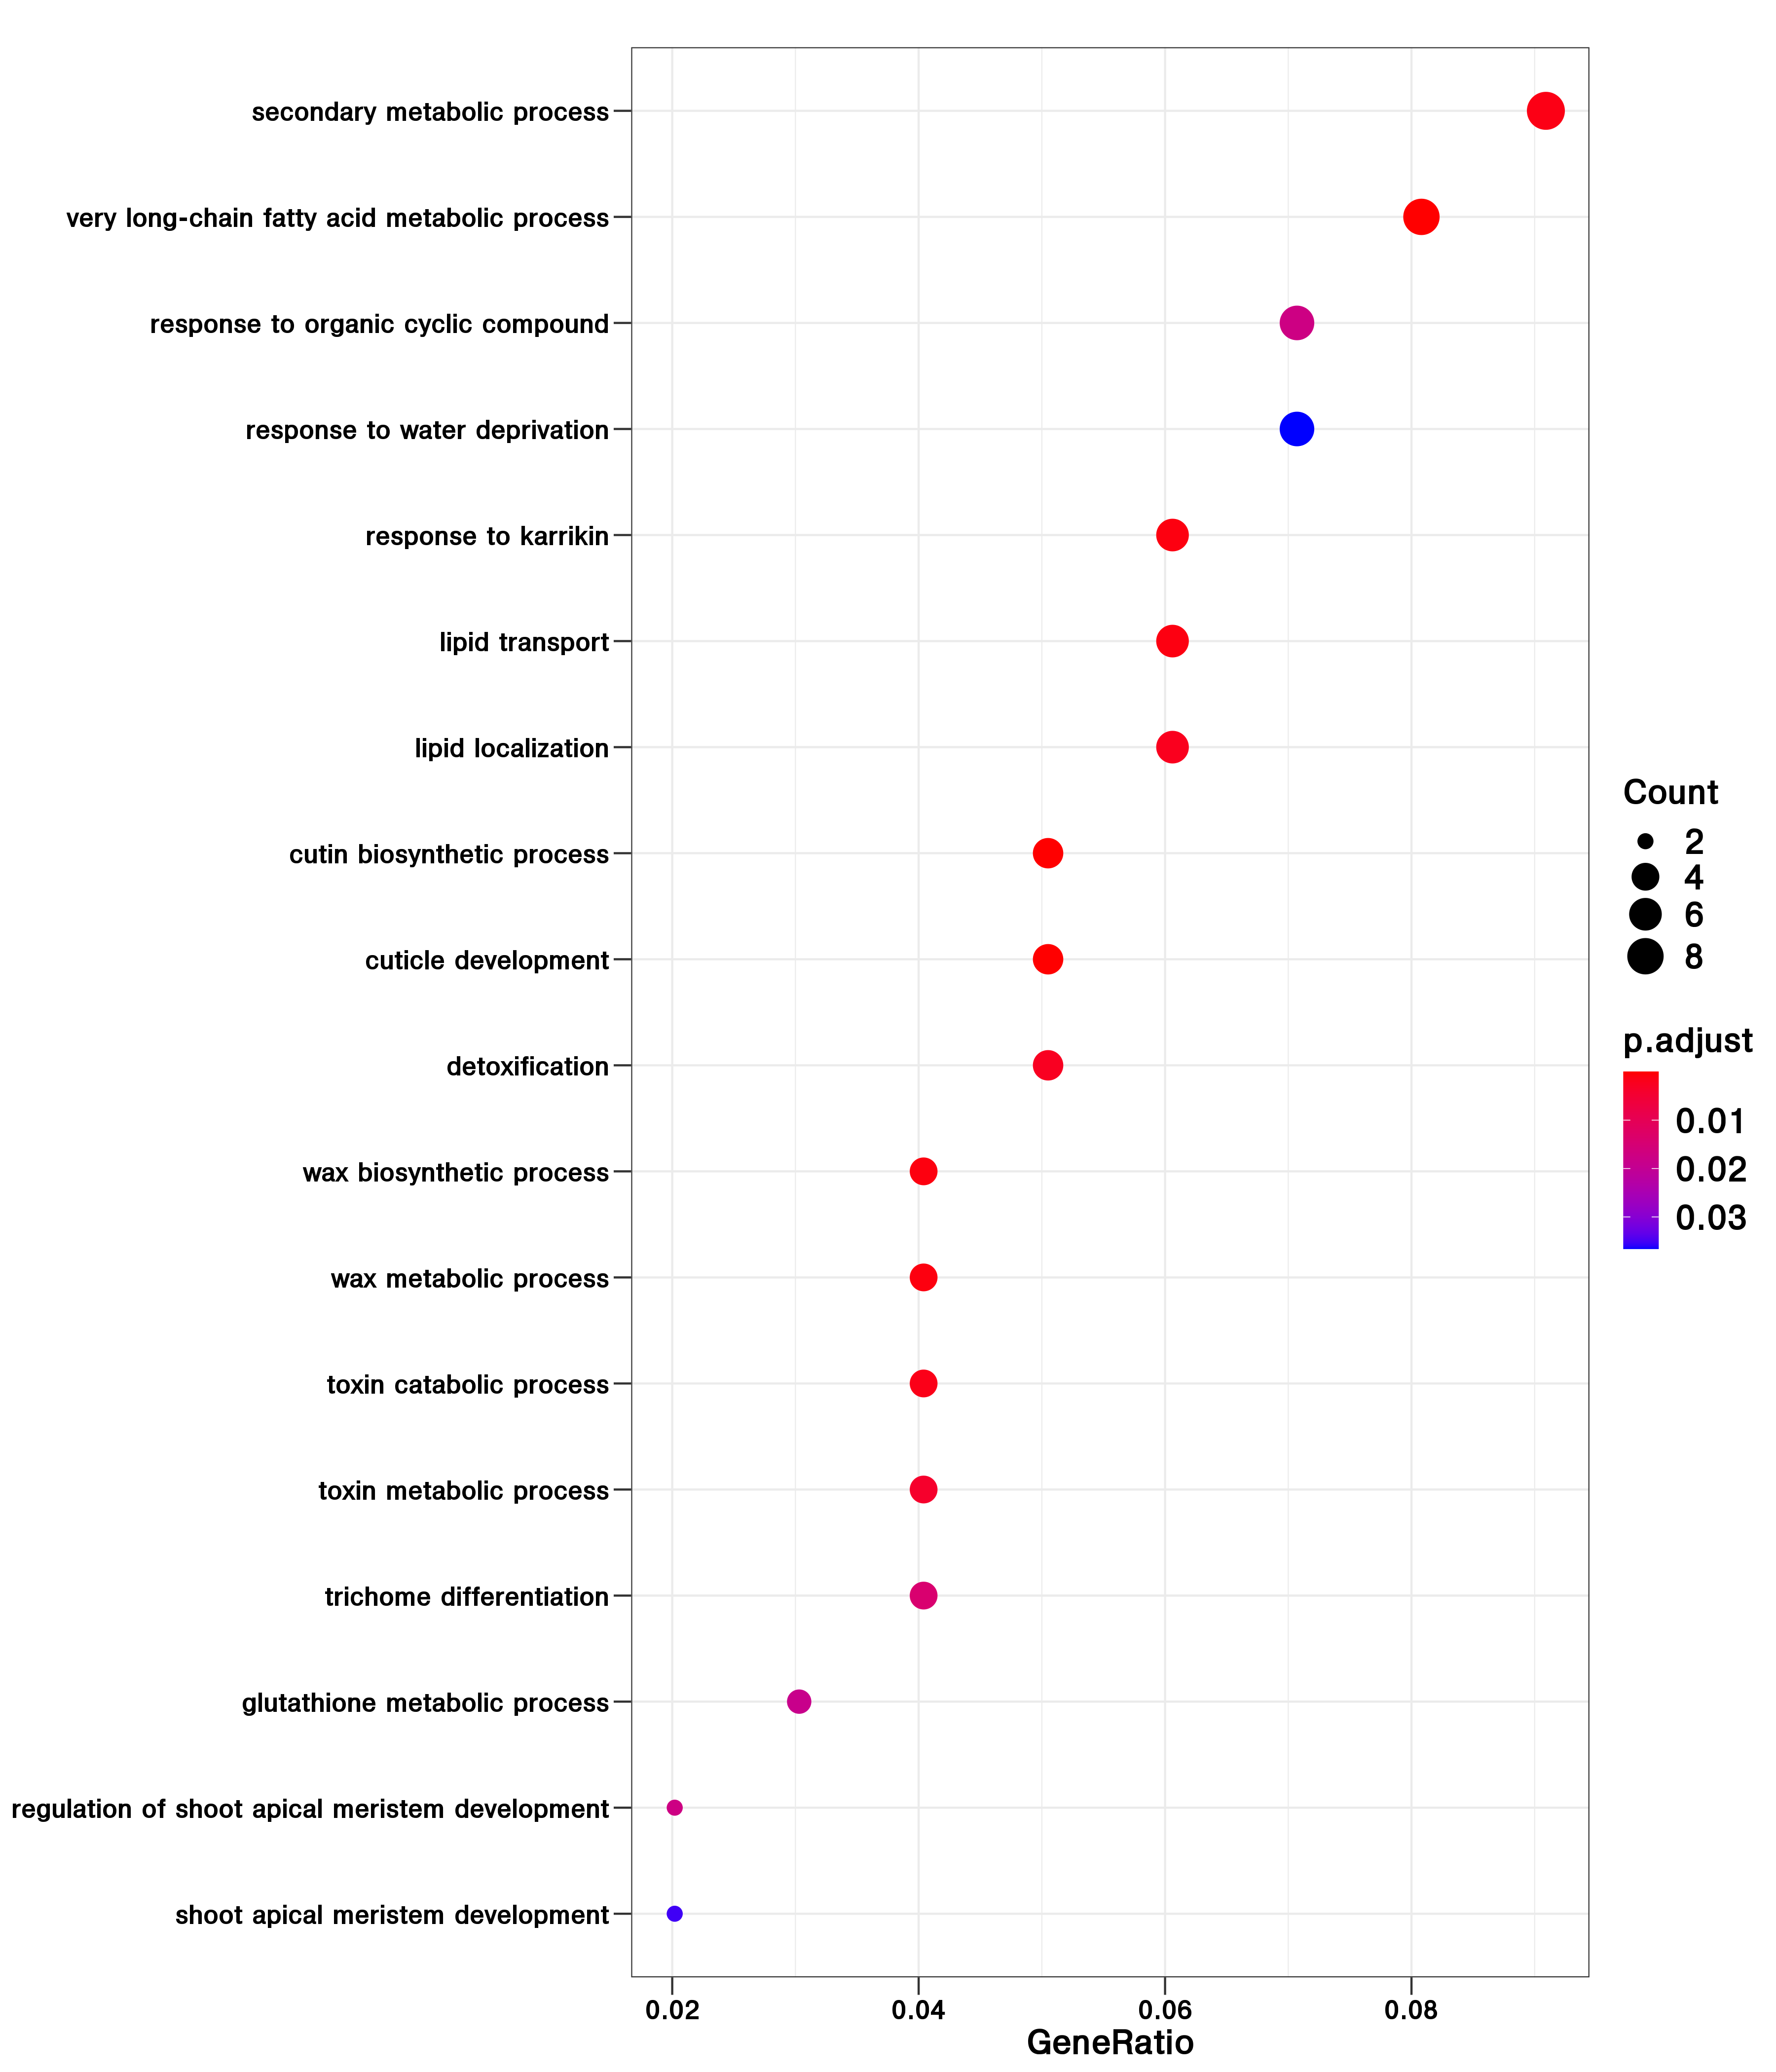 secondary metabolic process
very long-chain fatty acid metabolic process
response to organic cyclic compound
response to water deprivation
response to karrikin
lipid transport
lipid localization
cutin biosynthetic process
cuticle development
detoxification
wax biosynthetic process
wax metabolic process
toxin catabolic process
toxin metabolic process
trichome differentiation
glutathione metabolic process
regulation of shoot apical meristem development
shoot apical meristem development
0.02 0.04 0.06 0.08
GeneRatio
Count
2
4
6
8
p.adjust
0.01
0.02
0.03